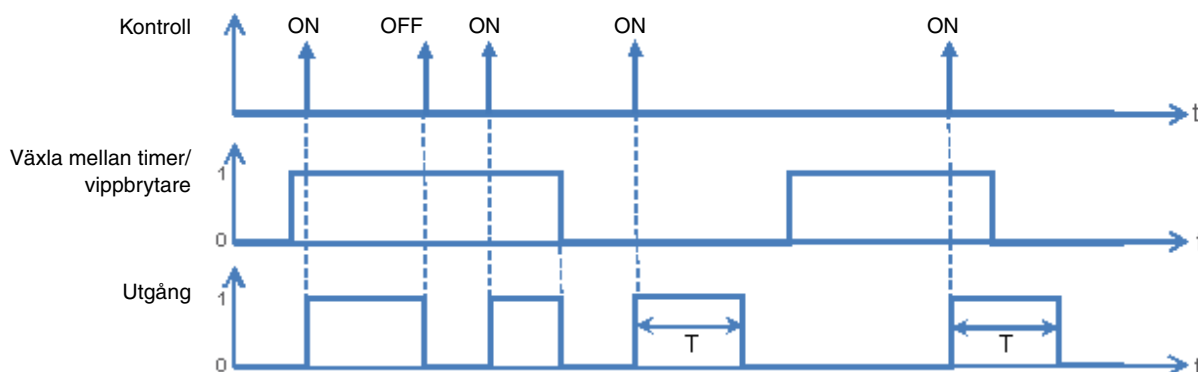 Kontroll
ON
OFF
ON
ON
ON
t
Växla mellan timer/
vippbrytare
1
0
t
Utgång
1
0
T
T
t